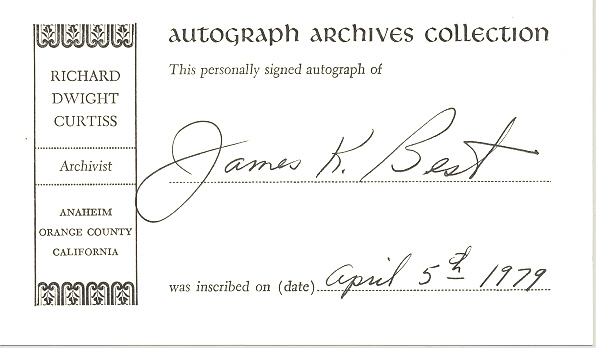 AUTOGRAPH ARCHIVES COLLECTION
This personally signed autograph of
James K. Best
was inscribed on (date) April 5th 1979
RICHARD
DWIGHT
CURTISS
Archivist
ANAHEIM
ORANGE COUNTY
CALIFORNIA